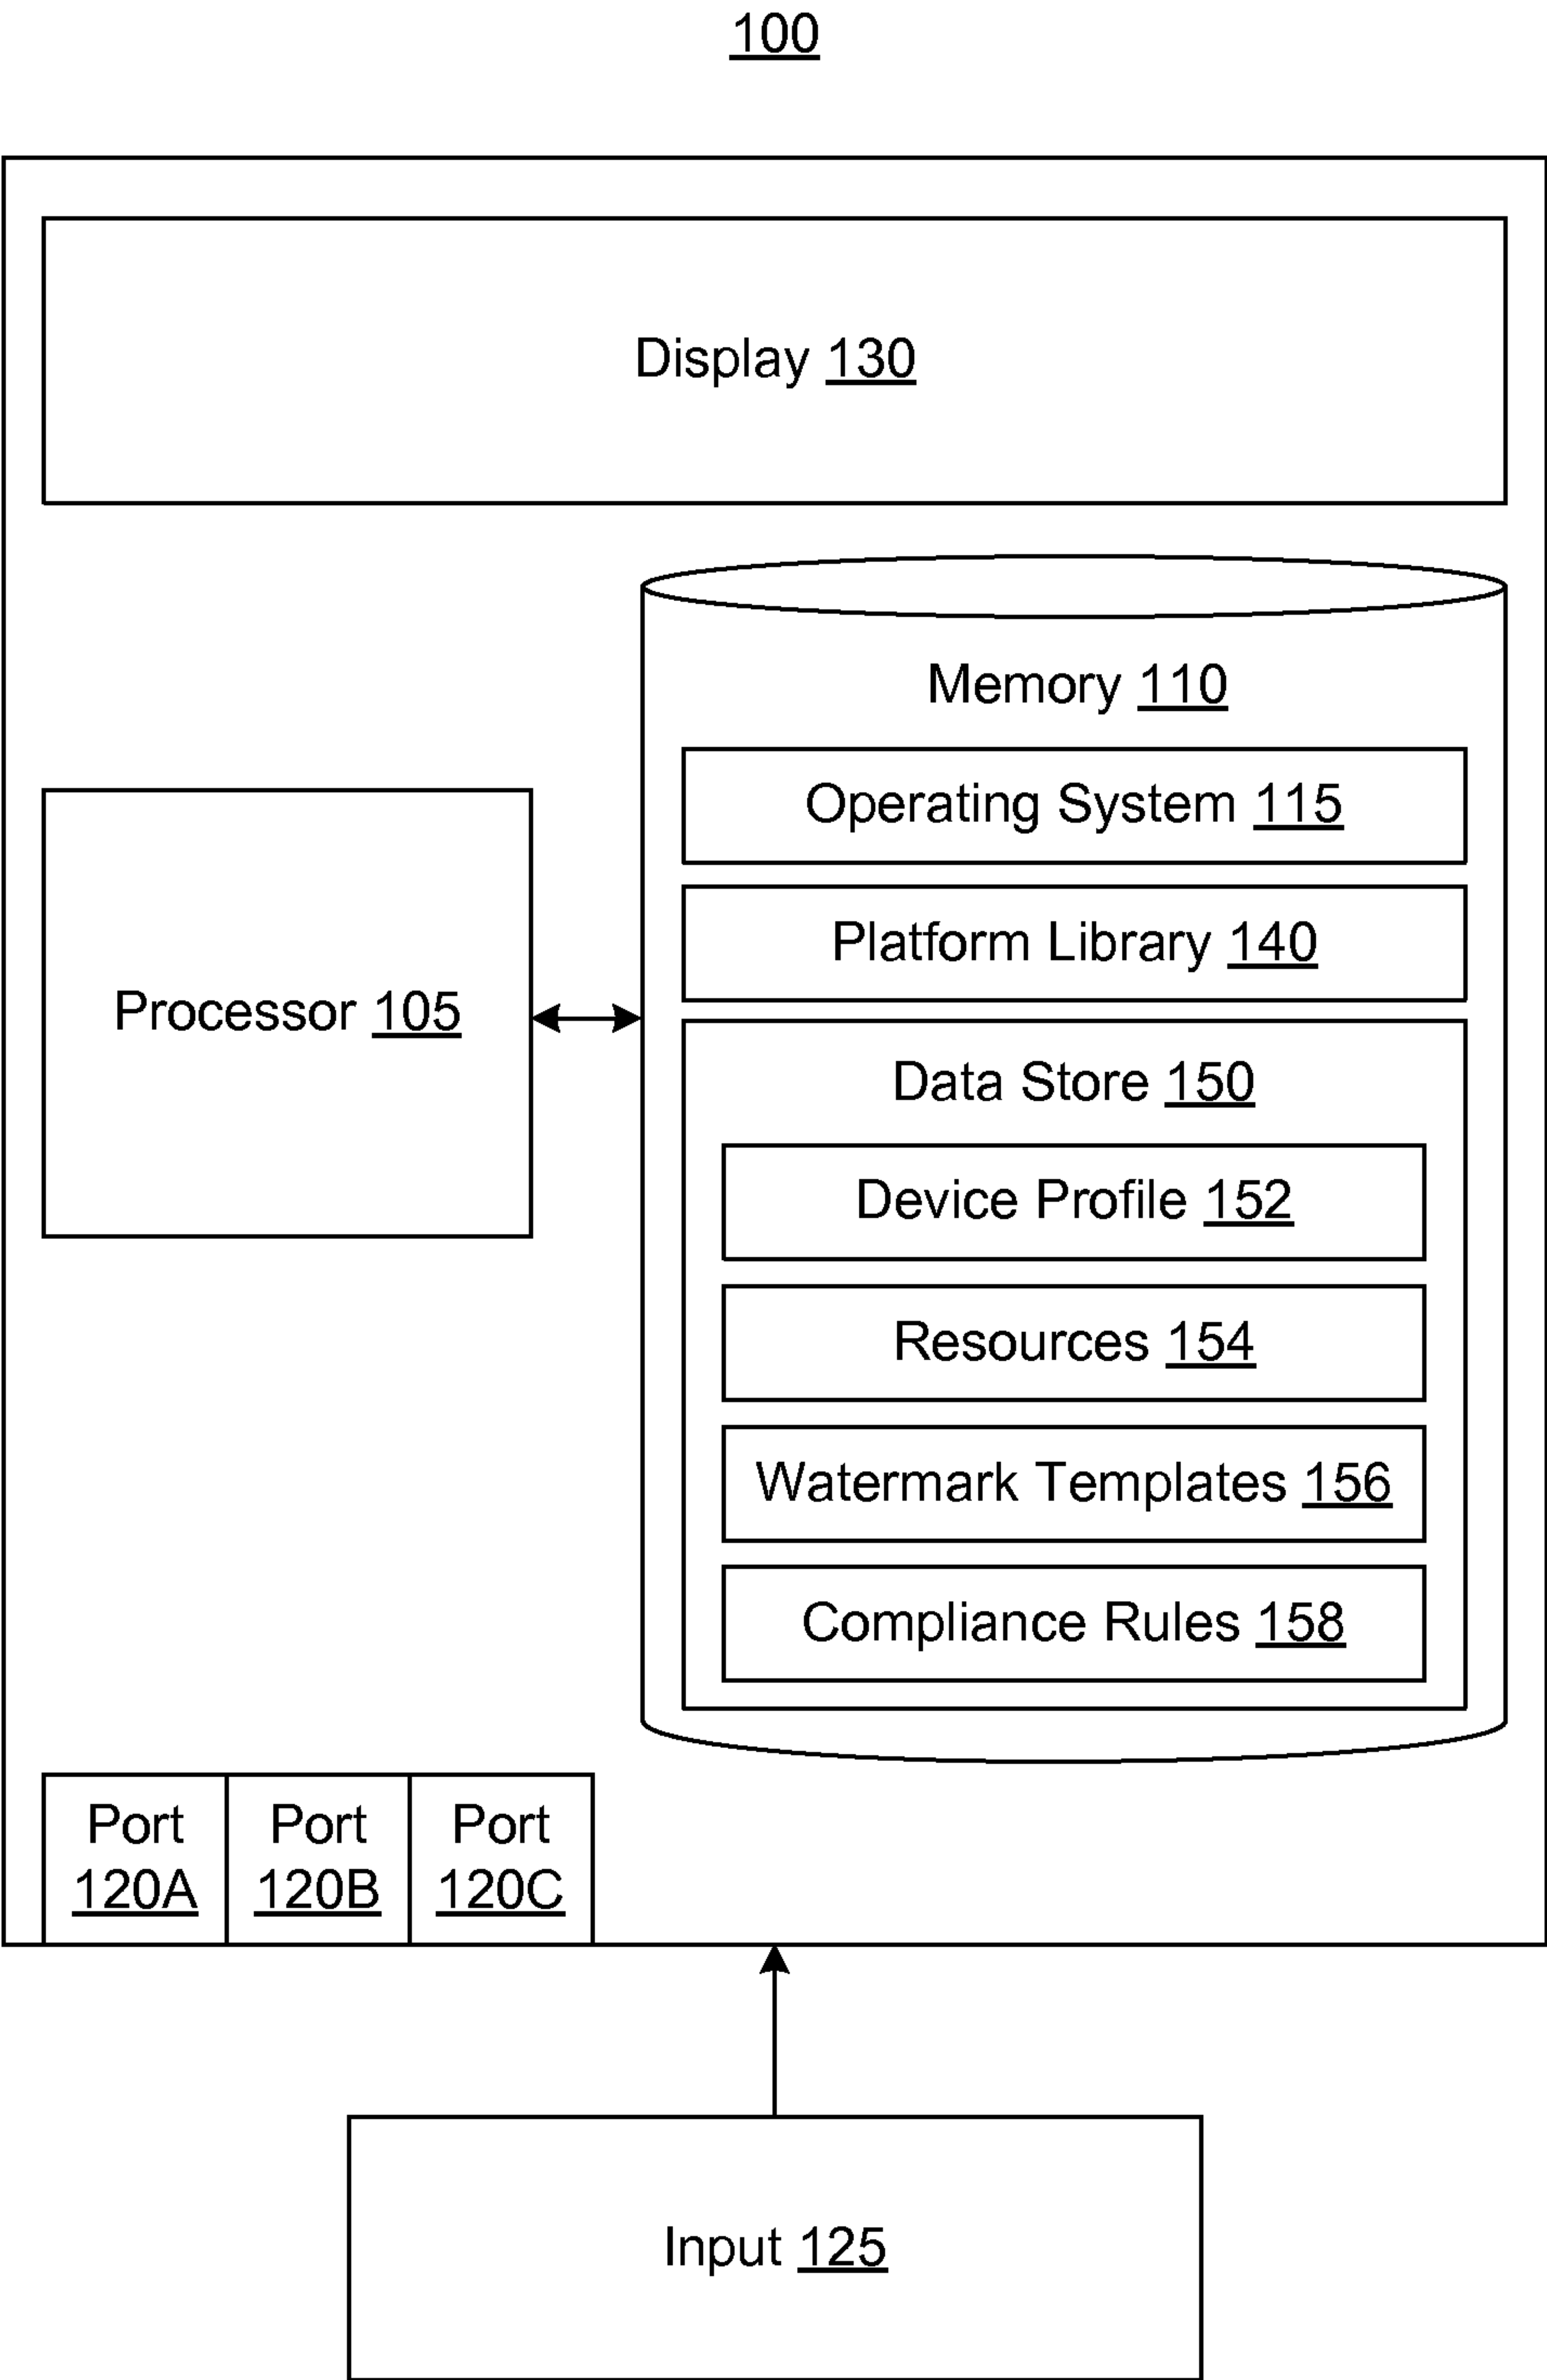 100
Display 130
Memory 110
Operating System 115
Platform Library 140
Processor 105
Data Store 150
Device Profile 152
Resources 154
Watermark Templates 156
Compliance Rules 158
Port
120A
Port
120B
Port
120C
Input 125